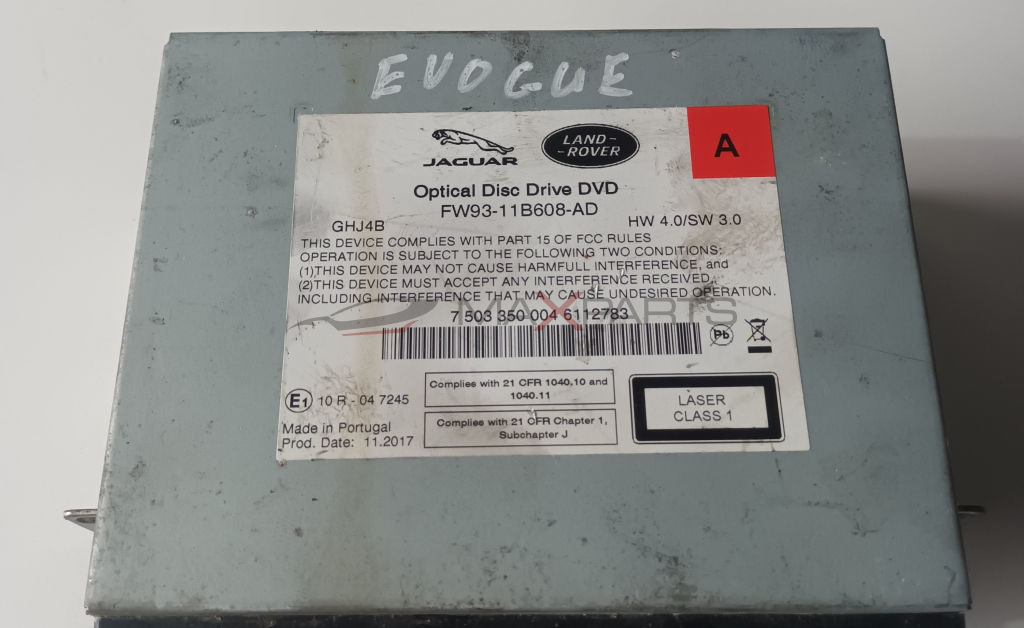 EVOGUE
JAGUAR
LAND-
-ROVER
A
Optical Disc Drive DVD
FW93-11B608-AD
GHJ4B
HW 4.0/SW 3.0
THIS DEVICE COMPLIES WITH PART 15 OF FCC RULES
OPERATION IS SUBJECT TO THE FOLLOWING TWO CONDITIONS:
(1)THIS DEVICE MAY NOT CAUSE HARMFULL INTERFERENCE, and
(2)THIS DEVICE MUST ACCEPT ANY INTERFERENCE RECEIVED,
INCLUDING INTERFERENCE THAT MAY CAUSE UNDESIRED OPERATION.
MAXPARTS
7 503 350 004 6112783
Pb
E1 10 R - 04 7245
Complies with 21 CFR 1040.10 and
1040.11
LASER
CLASS 1
Made in Portugal
Prod. Date: 11.2017
Complies with 21 CFR Chapter 1,
Subchapter J